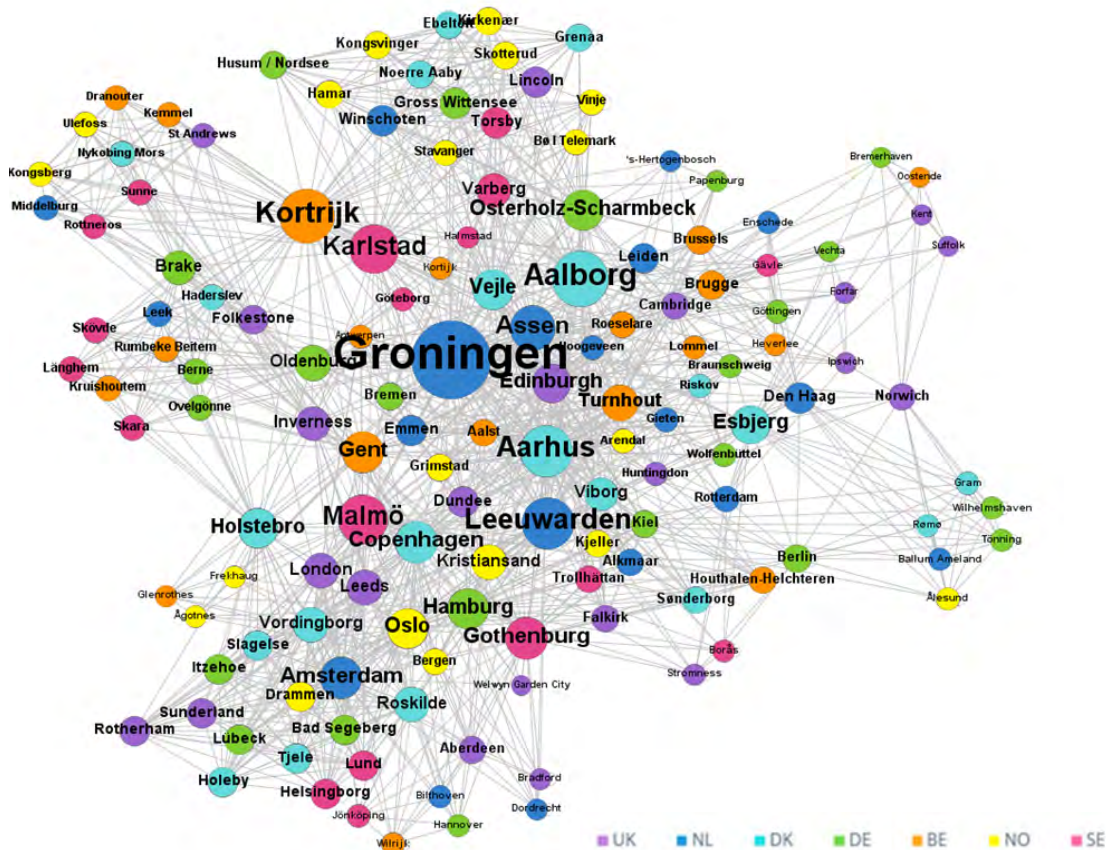 Kirkenær
Ebeltoft
Grenaa
Kongsvinger
Skotterud
Husum / Nordsee
Noerre Aaby
Lincoln
Dranouter
Hamar
Gross Wittensee
Vinje
Kemmel
Winschoten
Torsby
Ulefoss
St Andrews
Bø I Telemark
Nykøbing Mors
Stavanger
's-Hertogenbosch
Bremerhaven
Kongsberg
Sunne
Varberg
Papenburg
Oostende
Middelburg
Kortrijk
Osterholz-Scharmbeck
Rottneros
Enschede
Kent
Karlstad
Halmstad
Brussels
Suffolk
Leiden
Vechta
Brake
Kortijk
Aalborg
Gävle
Haderslev
Vejle
Brugge
Göteborg
Cambridge
Forfar
Leek
Folkestone
Göttingen
Skövde
Assen
Roeselare
Rumbeke Beitem
Antwerpen
Hoogeveen
Lommel
Heverlee
Länghem
Oldenburg
Groningen
Braunschweig
Ipswich
Berne
Edinburgh
Riskov
Kruishoutem
Bremen
Turnhout
Den Haag
Norwich
Ovelgönne
Inverness
Emmen
Aalst
Gieten
Esbjerg
Skara
Gent
Aarhus
Arendal
Wolfenbuttel
Grimstad
Huntingdon
Gram
Dundee
Viborg
Rotterdam
Wilhelmshaven
Malmö
Leeuwarden
Holstebro
Kiel
Rømø
Tönning
Copenhagen
Kjeller
Berlin
Kristiansand
Alkmaar
Ballum Ameland
London
Leeds
Trollhättan
Houthalen-Helchteren
Frekhaug
Glenrothes
Sønderborg
Ålesund
Ågotnes
Hamburg
Falkirk
Vordingborg
Oslo
Gothenburg
Slagelse
Borås
Itzehoe
Bergen
Stromness
Amsterdam
Welwyn Garden City
Drammen
Roskilde
Sunderland
Rotherham
Bad Segeberg
Lübeck
Aberdeen
Tjele
Lund
Holeby
Bradford
Helsingborg
Bilthoven
Dordrecht
Jönköping
Hannover
Wilrijk
UK NL DK DE BE NO SE